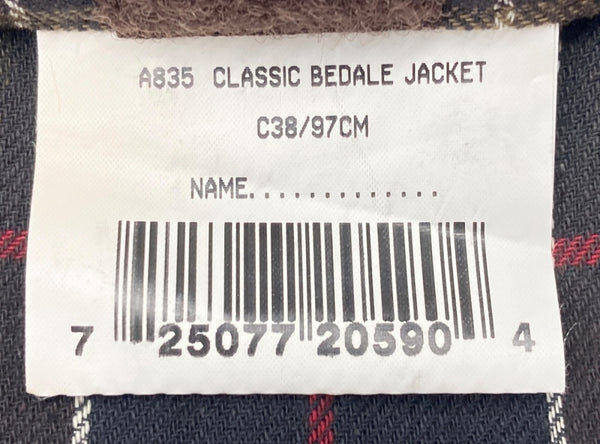 A835 CLASSIC BEDALE JACKET
C38/97CM
NAME.............
7 25077 20590 4